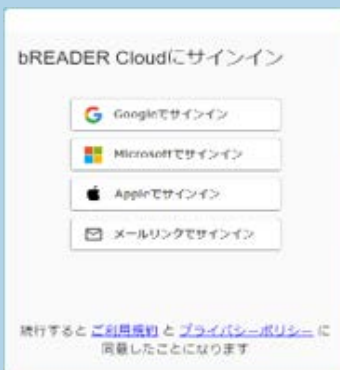 bREADER Cloudにサインイン
Googleでサインイン
Microsoftでサインイン
Appleでサインイン
メールリンクでサインイン
続行すると ご利用規約 と プライバシーポリシー に
同意したことになります